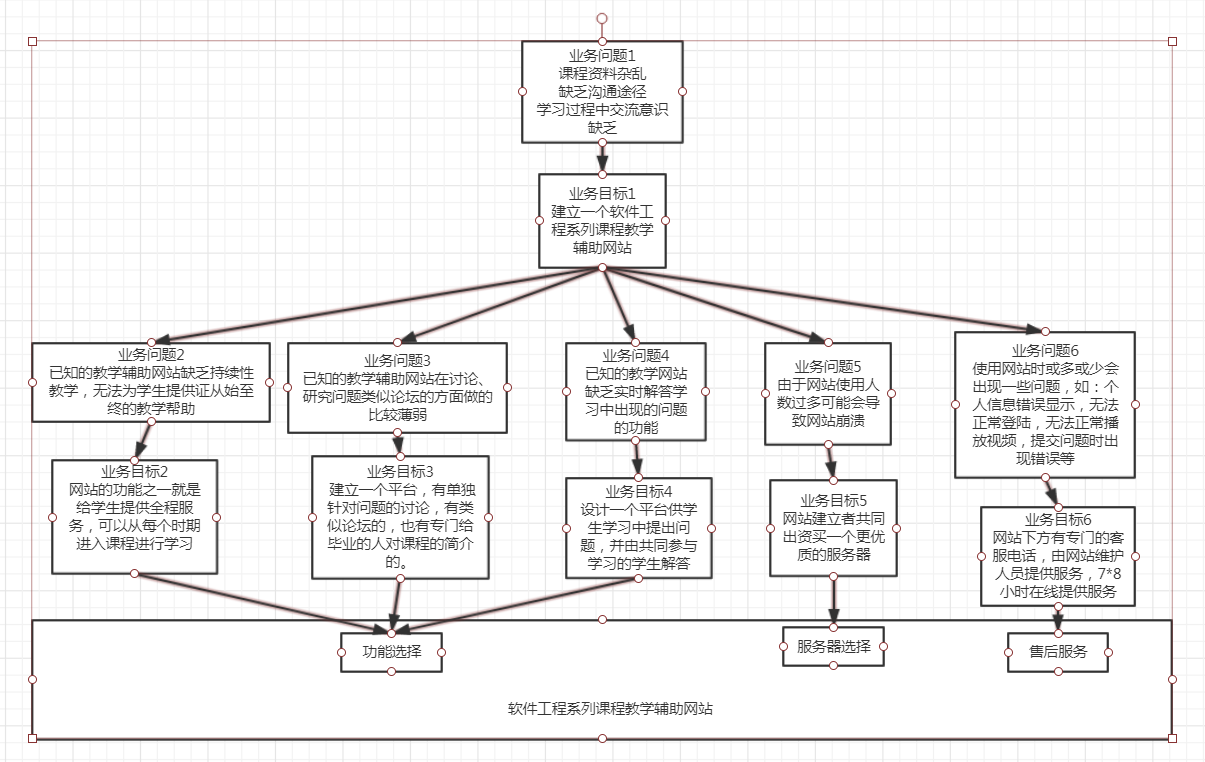 业务问题1
课程资料杂乱
缺乏沟通途径
学习过程中交流意识
缺乏
业务目标1
建立一个软件工
程系列课程教学
辅助网站
业务问题2
已知的教学辅助网站缺乏持续性
教学，无法为学生提供证从始至
终的教学帮助
业务问题3
已知的教学辅助网站在讨论、
研究问题类似论坛的方面做的
比较薄弱
业务问题4
已知的教学网站
缺乏实时解答学
习中出现的问题
的功能
业务问题5
由于网站使用人
数过多可能会导
致网站崩溃
业务问题6
使用网站时或多或少会
出现一些问题，如：个
人信息错误显示，无法
正常登陆，无法正常播
放视频，提交问题时出
现错误等
业务目标2
网站的功能之一就是
给学生提供全程服
务，可以从每个时期
进入课程进行学习
业务目标3
建立一个平台，有单独
针对问题的讨论，有类
似论坛的，也有专门给
毕业的人对课程的简介
的。
业务目标4
设计一个平台供学
生学习中提出问
题，并由共同参与
学习的学生解答
业务目标5
网站建立者共同
出资买一个更优
质的服务器
业务目标6
网站下方有专门的客
服电话，由网站维护
人员提供服务，7*8
小时在线提供服务
功能选择
服务器选择
售后服务
软件工程系列课程教学辅助网站